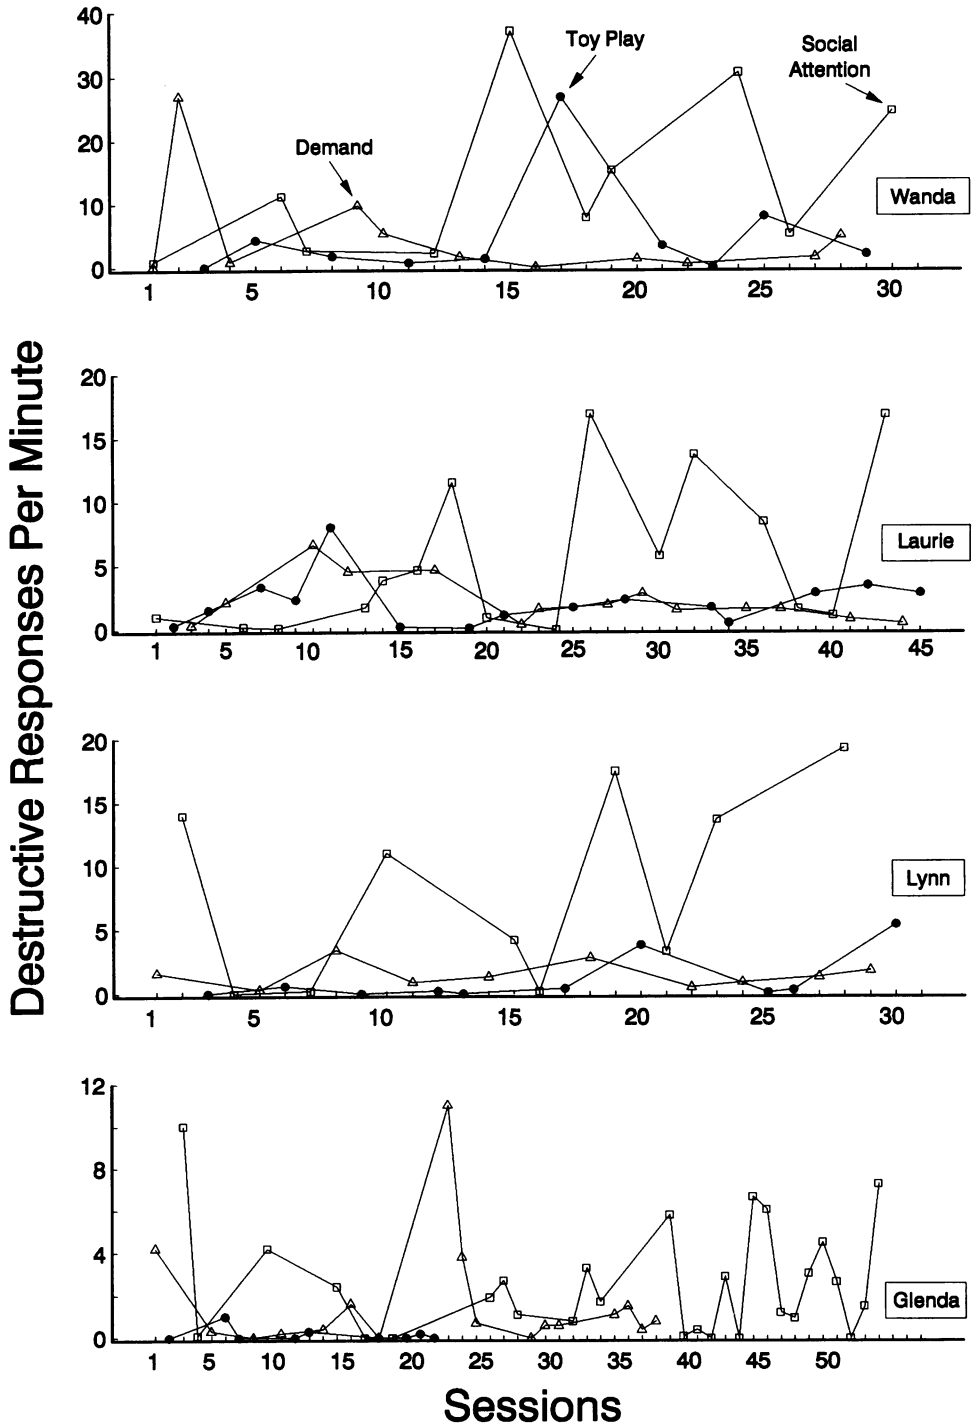 40
Toy Play
Social
Attention
30
20
Demand
10
Wanda
0
1 5 10 15 20 25 30
Destructive Responses Per Minute
20
15
10
Laurie
5
0
1 5 10 15 20 25 30 35 40 45
20
15
10
Lynn
5
0
1 5 10 15 20 25 30
12
8
4
Glenda
0
1 5 10 15 20 25 30 35 40 45 50
Sessions